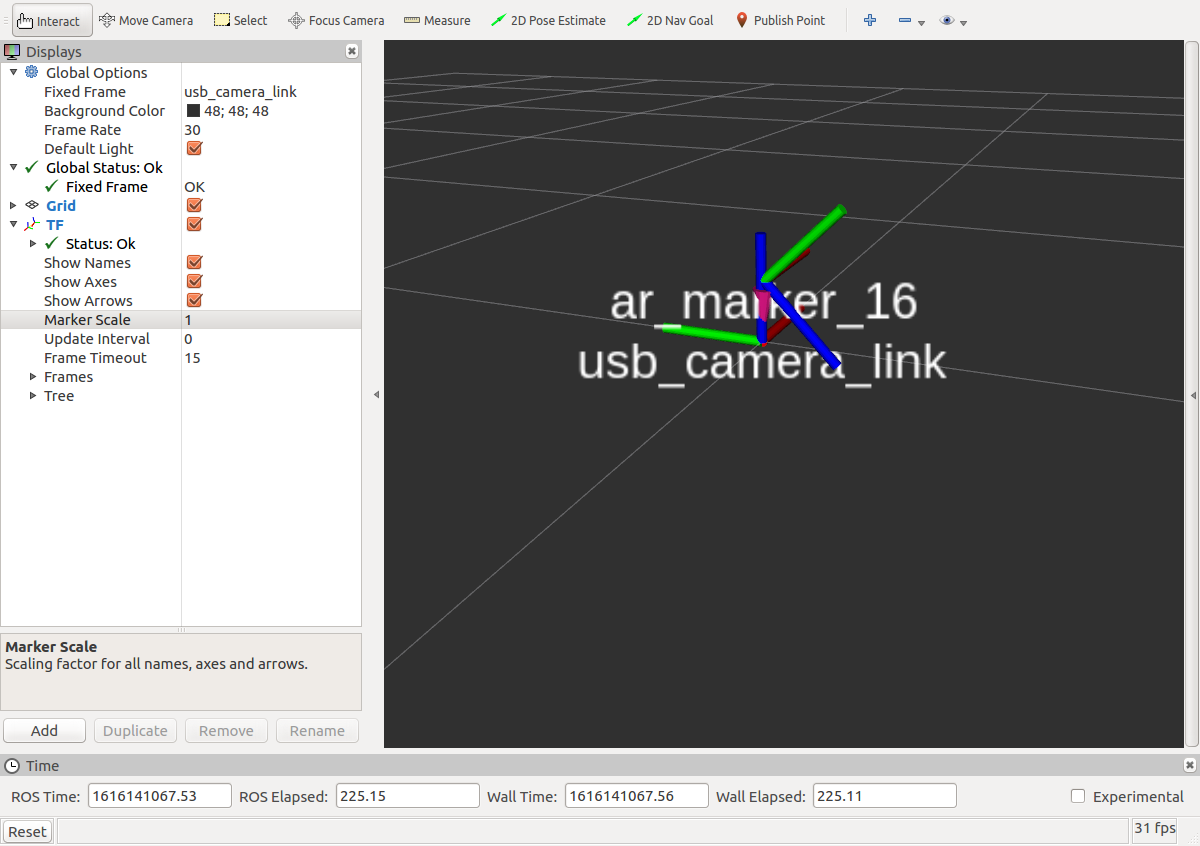 Interact Move Camera Select Focus Camera Measure 2D Pose Estimate 2D Nav Goal Publish Point
Displays
Global Options
Fixed Frame usb_camera_link
Background Color 48; 48; 48
Frame Rate 30
Default Light
Global Status: Ok
Fixed Frame OK
Grid
TF
Status: Ok
Show Names
Show Axes
Show Arrows
Marker Scale 1
Update Interval 0
Frame Timeout 15
Frames
Tree
ar_marker_16
usb_camera_link
Marker Scale
Scaling factor for all names, axes and arrows.
Add Duplicate Remove Rename
Time
ROS Time: 1616141067.53 ROS Elapsed: 225.15 Wall Time: 1616141067.56 Wall Elapsed: 225.11 Experimental
Reset 31 fps